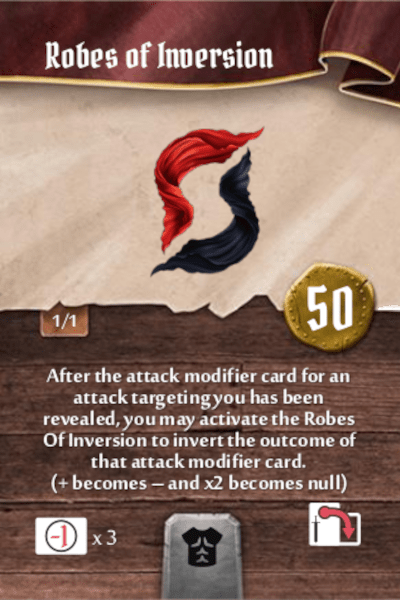 Robes of Inversion
50
1/1
After the attack modifier card for an
attack targeting you has been
revealed, you may activate the Robes
Of Inversion to invert the outcome of
that attack modifier card.
(+ becomes – and x2 becomes null)
-1 x 3